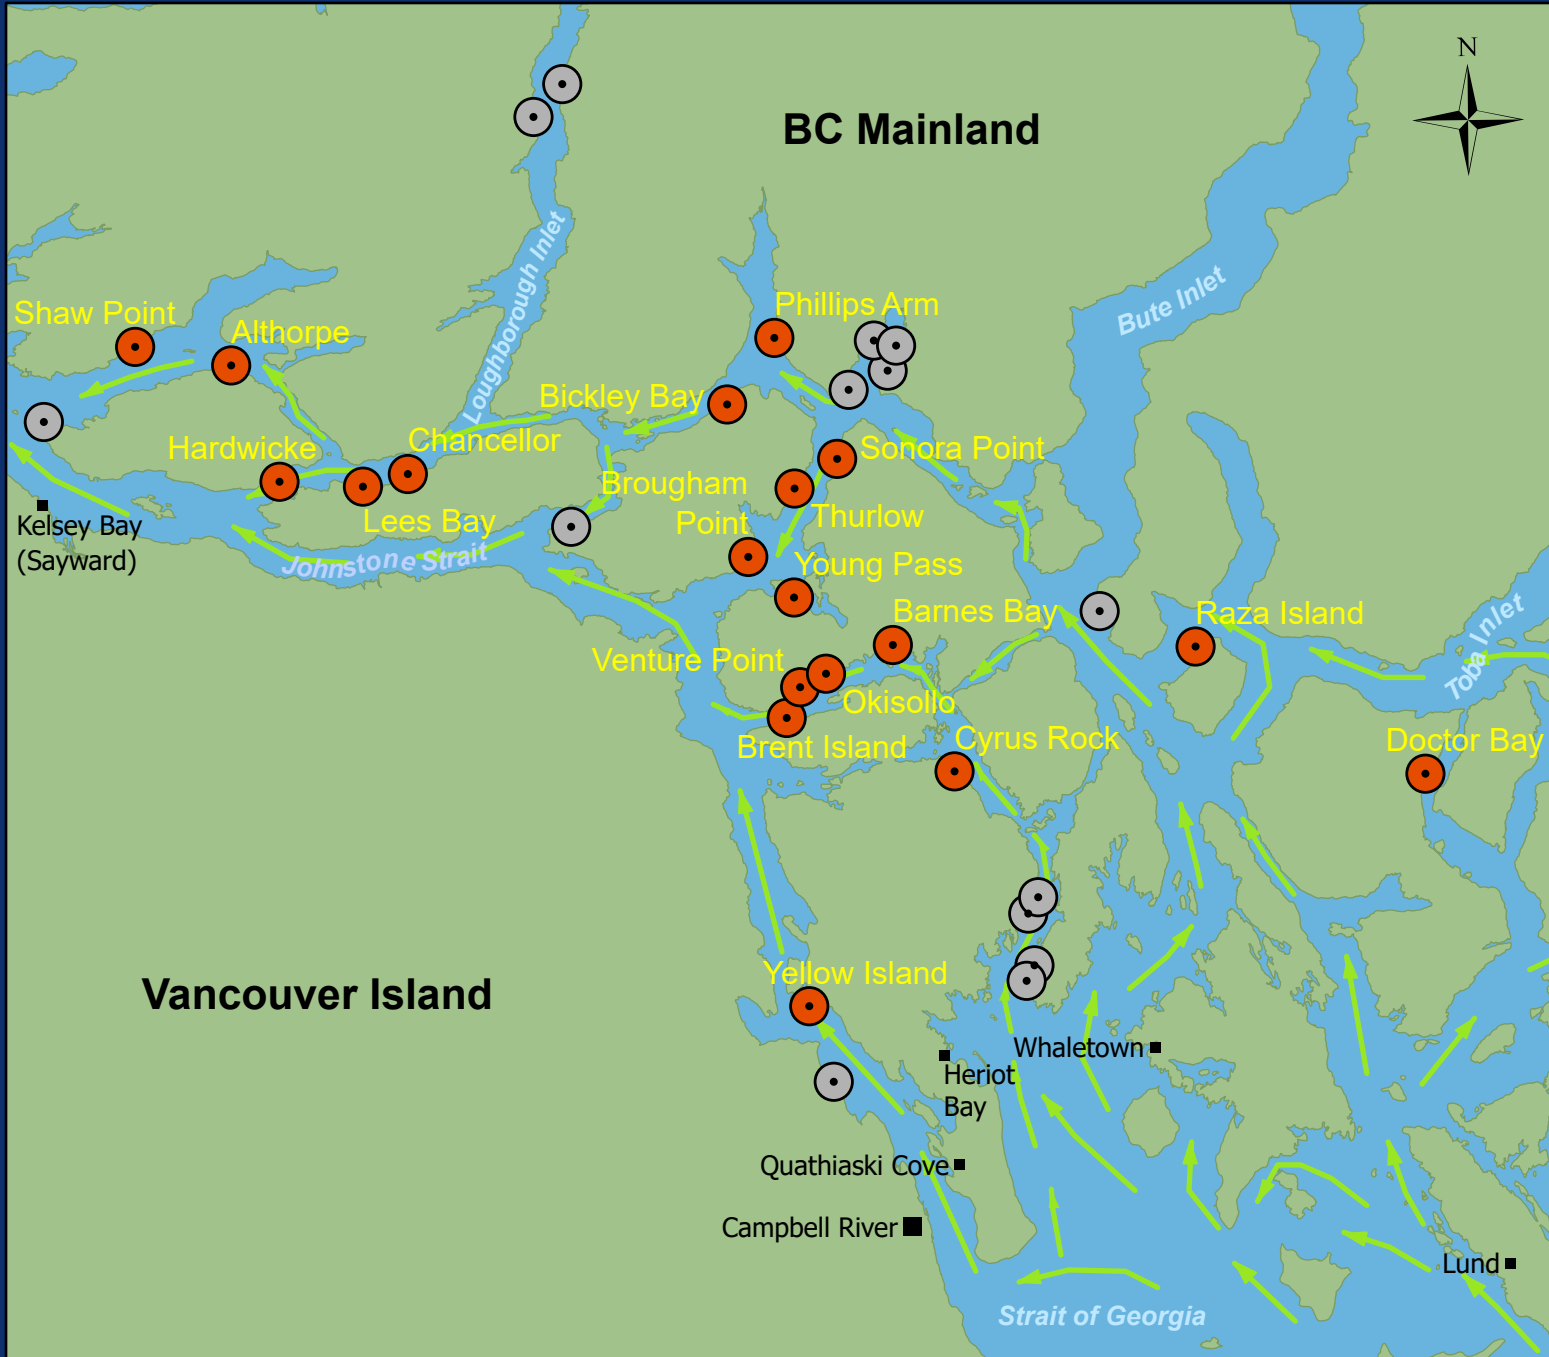 N
BC Mainland
Loughborough Inlet
Bute Inlet
Shaw Point
Phillips Arm
Althorpe
Bickley Bay
Hardwicke
Chancellor
Sonora Point
Brougham
Point
Lees Bay
Thurlow
Kelsey Bay
(Sayward)
Johnstone Strait
Young Pass
Barnes Bay
Raza Island
Toba Inlet
Venture Point
Okisollo
Brent Island
Cyrus Rock
Doctor Bay
Vancouver Island
Yellow Island
Whaletown
Heriot
Bay
Quathiaski Cove
Campbell River
Lund
Strait of Georgia